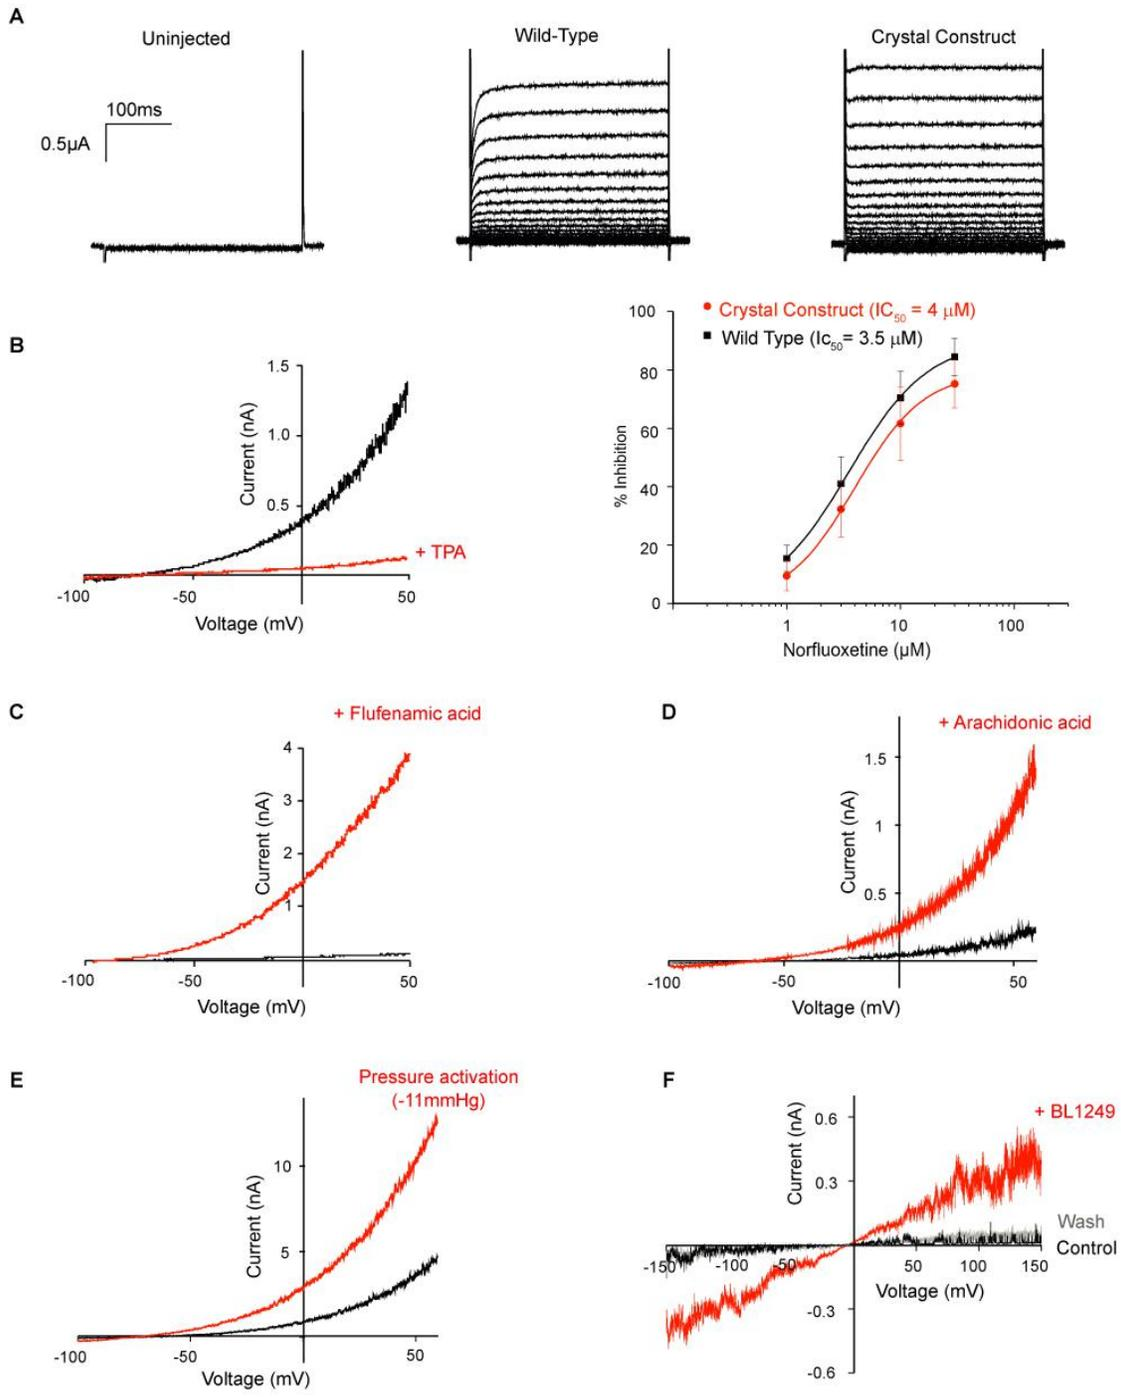 A
Uninjected
Wild-Type
Crystal Construct
100ms
0.5µA
B
1.5
1.0
0.5
Current (nA)
+ TPA
-100
-50
50
Voltage (mV)
Crystal Construct (IC50 = 4 µM)
Wild Type (Ic50= 3.5 µM)
100
80
60
40
20
0
% Inhibition
1
10
100
Norfluoxetine (µM)
C
+ Flufenamic acid
4
3
2
1
Current (nA)
-100
-50
50
Voltage (mV)
D
+ Arachidonic acid
1.5
1
0.5
Current (nA)
-100
-50
50
Voltage (mV)
E
Pressure activation
(-11mmHg)
10
5
Current (nA)
-100
-50
50
Voltage (mV)
F
0.6
0.3
-0.3
-0.6
Current (nA)
+ BL1249
Wash
Control
-150
-100
-50
50
100
150
Voltage (mV)